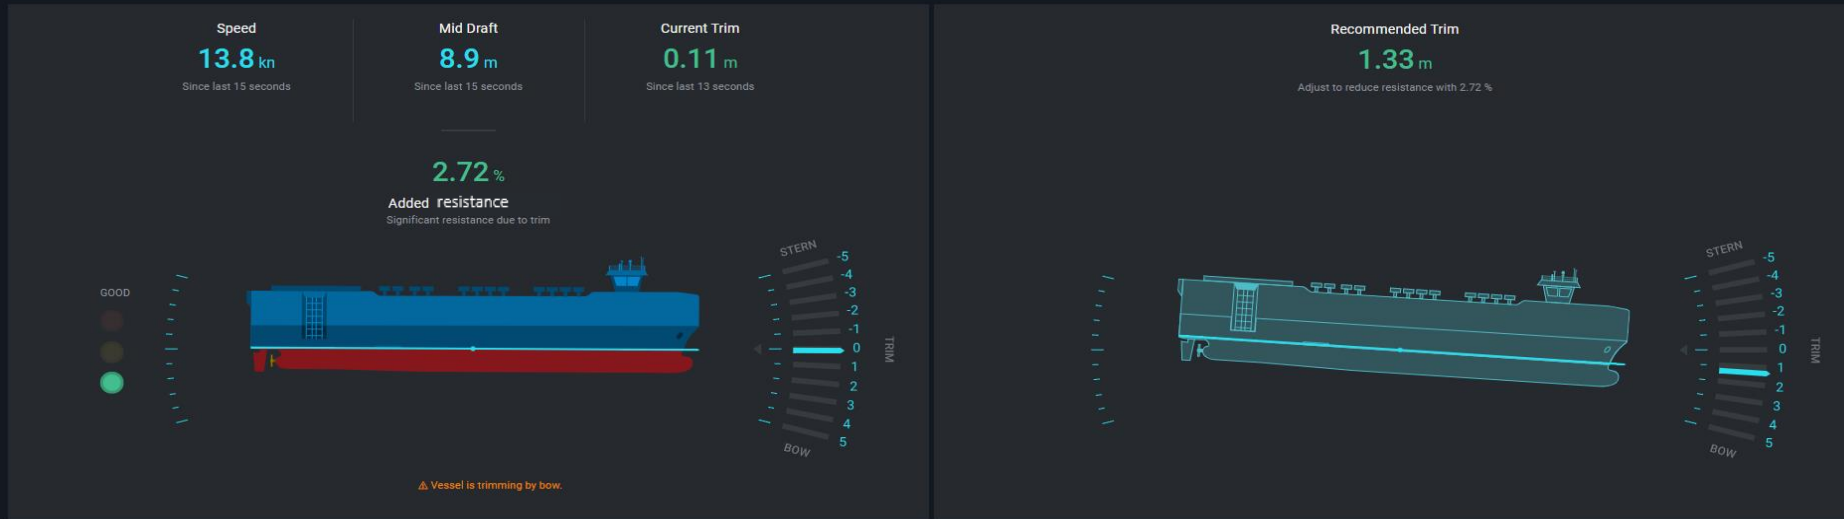 Speed
13.8 kn
Since last 15 seconds
Mid Draft
8.9 m
Since last 15 seconds
Current Trim
0.11 m
Since last 13 seconds
2.72 %
Added resistance
Significant resistance due to trim
GOOD
STERN
-5
-4
-3
-2
-1
0
1
2
3
4
5
BOW
TRIM
⚠ Vessel is trimming by bow.
Recommended Trim
1.33 m
Adjust to reduce resistance with 2.72 %
STERN
-5
-4
-3
-2
-1
0
1
2
3
4
5
BOW
TRIM